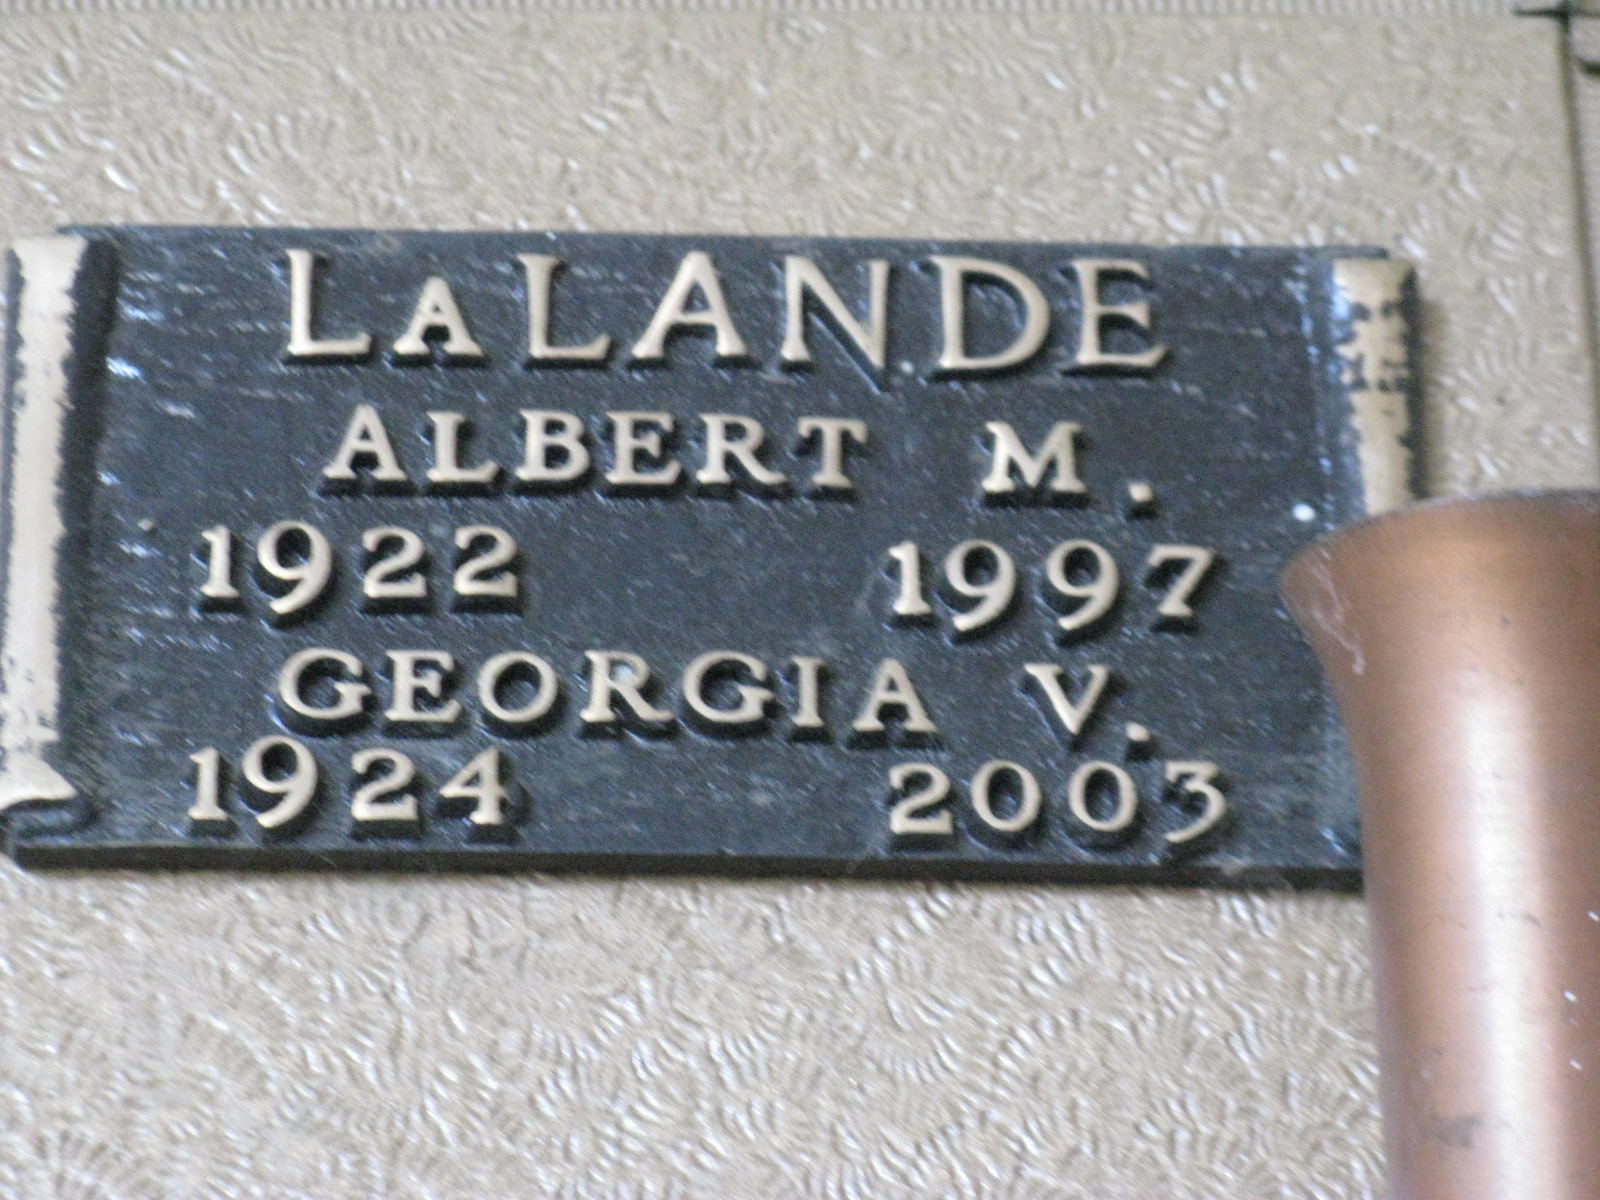 LaLANDE
ALBERT M.
1922 1997
GEORGIA V.
1924 2003